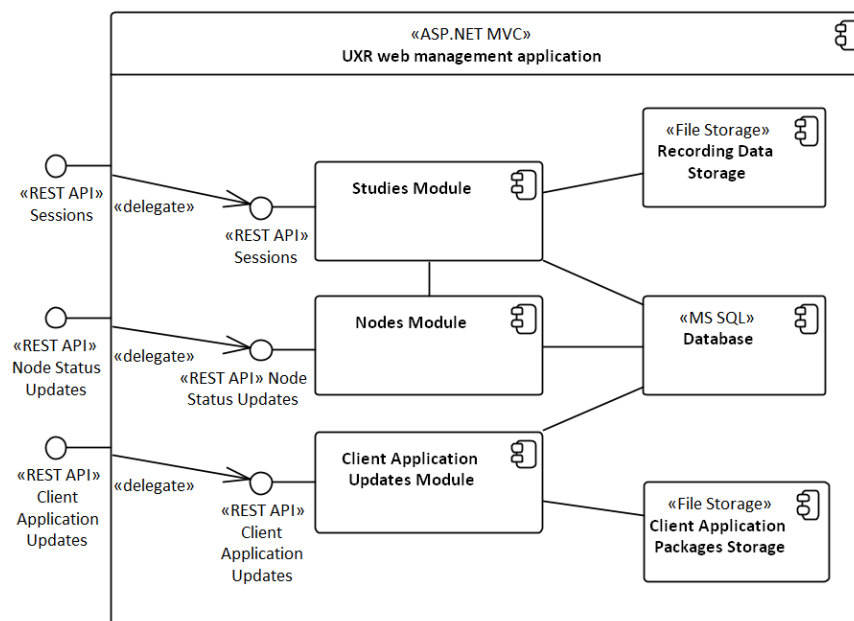 «ASP.NET MVC»
UXR web management application
«REST API»
Sessions
«delegate»
«REST API»
Sessions
Studies Module
«File Storage»
Recording Data
Storage
«REST API»
Node Status
Updates
«delegate»
«REST API» Node
Status Updates
Nodes Module
«MS SQL»
Database
«REST API»
Client
Application
Updates
«delegate»
«REST API»
Client
Application
Updates
Client Application
Updates Module
«File Storage»
Client Application
Packages Storage